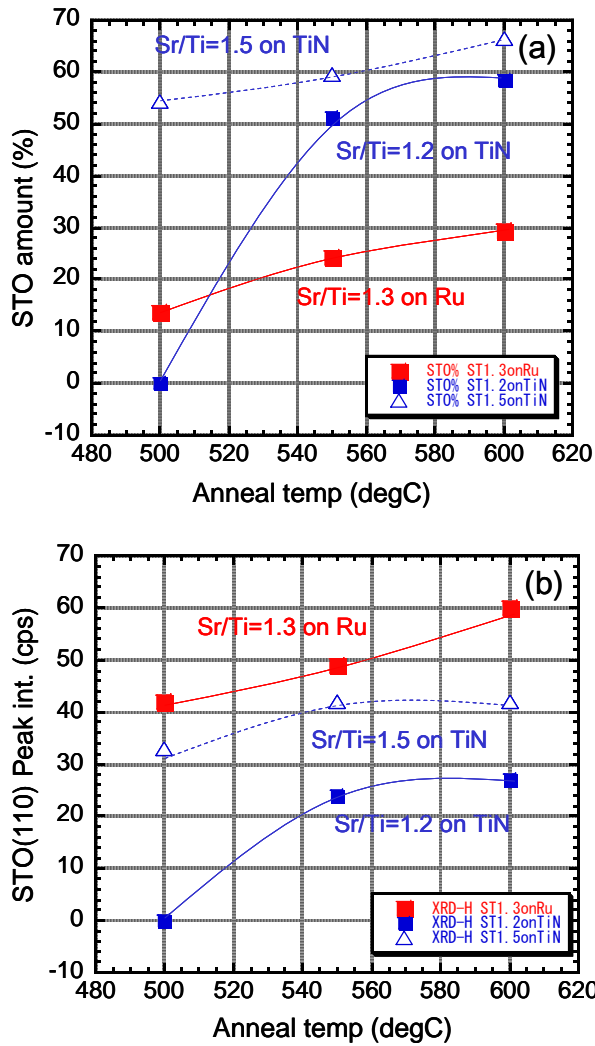 70
Sr/Ti=1.5 on TiN
(a)
60
50
Sr/Ti=1.2 on TiN
40
STO amount (%)
30
20
Sr/Ti=1.3 on Ru
10
STO% ST1.3onRu
0
STO% ST1.2onTiN
STO% ST1.5onTiN
-10
480 500 520 540 560 580 600 620
Anneal temp (degC)
70
(b)
60
Sr/Ti=1.3 on Ru
50
40
STO(110) Peak int. (cps)
Sr/Ti=1.5 on TiN
30
20
Sr/Ti=1.2 on TiN
10
XRD-H ST1.3onRu
0
XRD-H ST1.2onTiN
XRD-H ST1.5onTiN
-10
480 500 520 540 560 580 600 620
Anneal temp (degC)